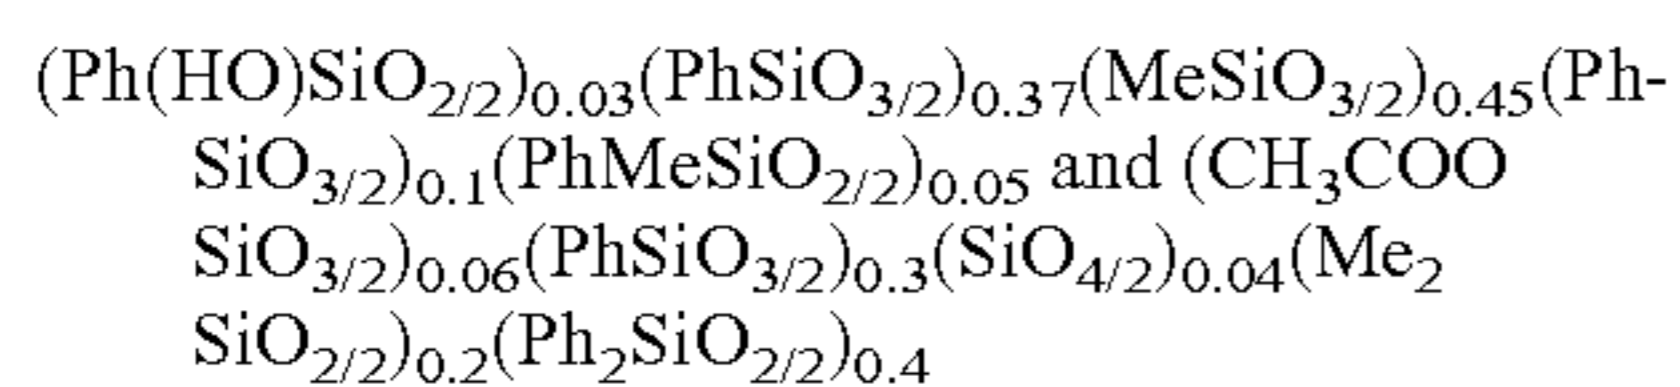 (Ph(HO)SiO2/2)0.03(PhSiO3/2)0.37(MeSiO3/2)0.45(Ph-
SiO3/2)0.1(PhMeSiO2/2)0.05 and (CH3COO
SiO3/2)0.06(PhSiO3/2)0.3(SiO4/2)0.04(Me2
SiO2/2)0.2(Ph2SiO2/2)0.4